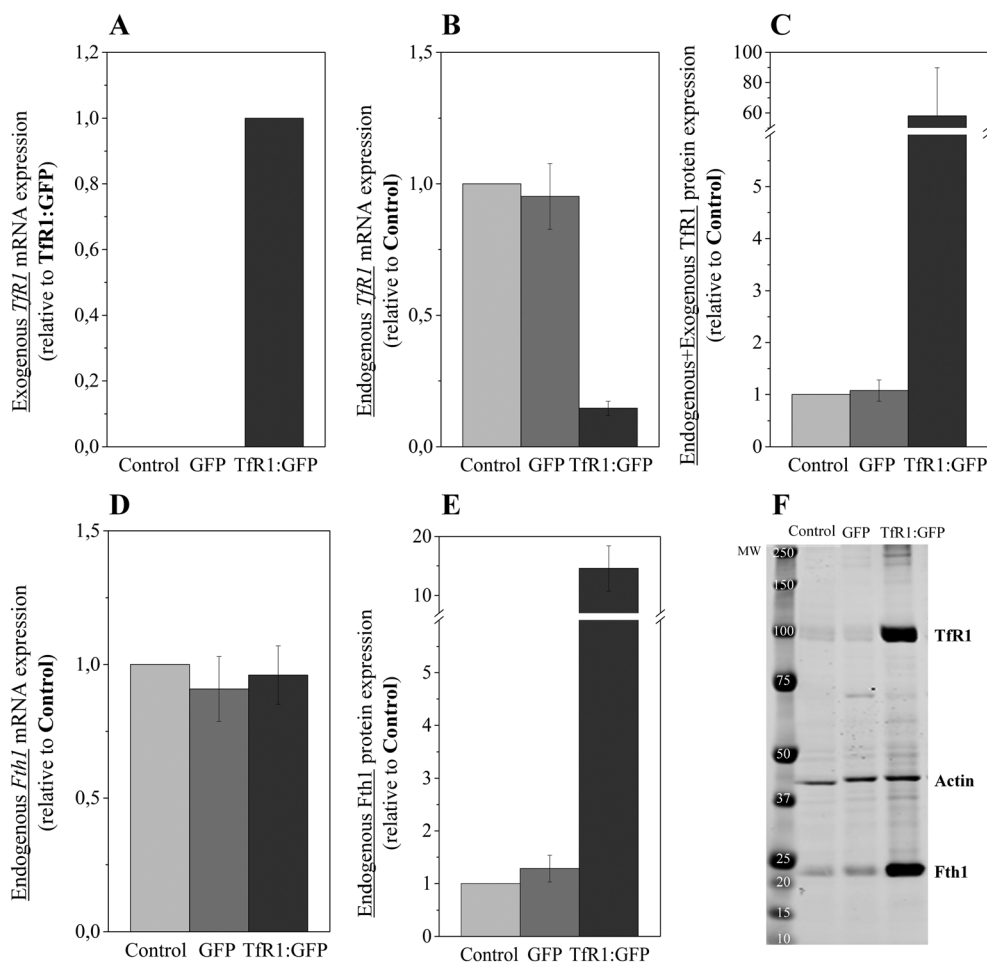 A
Exogenous TfR1 mRNA expression
(relative to TfR1:GFP)
1,2
1,0
0,8
0,6
0,4
0,2
0,0
Control GFP TfR1:GFP
B
Endogenous TfR1 mRNA expression
(relative to Control)
1,5
1,0
0,5
0,0
Control GFP TfR1:GFP
C
Endogenous+Exogenous TfR1 protein expression
(relative to Control)
100
80
60
5
4
3
2
1
0
Control GFP TfR1:GFP
D
Endogenous Fth1 mRNA expression
(relative to Control)
1,5
1,0
0,5
0,0
Control GFP TfR1:GFP
E
Endogenous Fth1 protein expression
(relative to Control)
20
15
10
5
4
3
2
1
0
Control GFP TfR1:GFP
F
Control GFP TfR1:GFP
MW
250
150
100
TfR1
75
50
Actin
37
25
Fth1
20
15
10